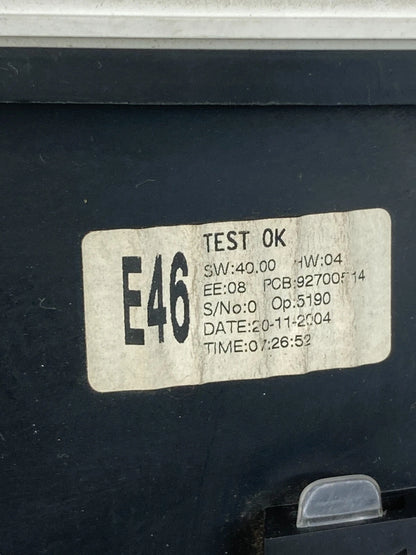 E46
TEST OK
SW:40.00 HW:04
EE:08 PCB:92700514
S/No:0 Op:5190
DATE:20-11-2004
TIME:07:26:52